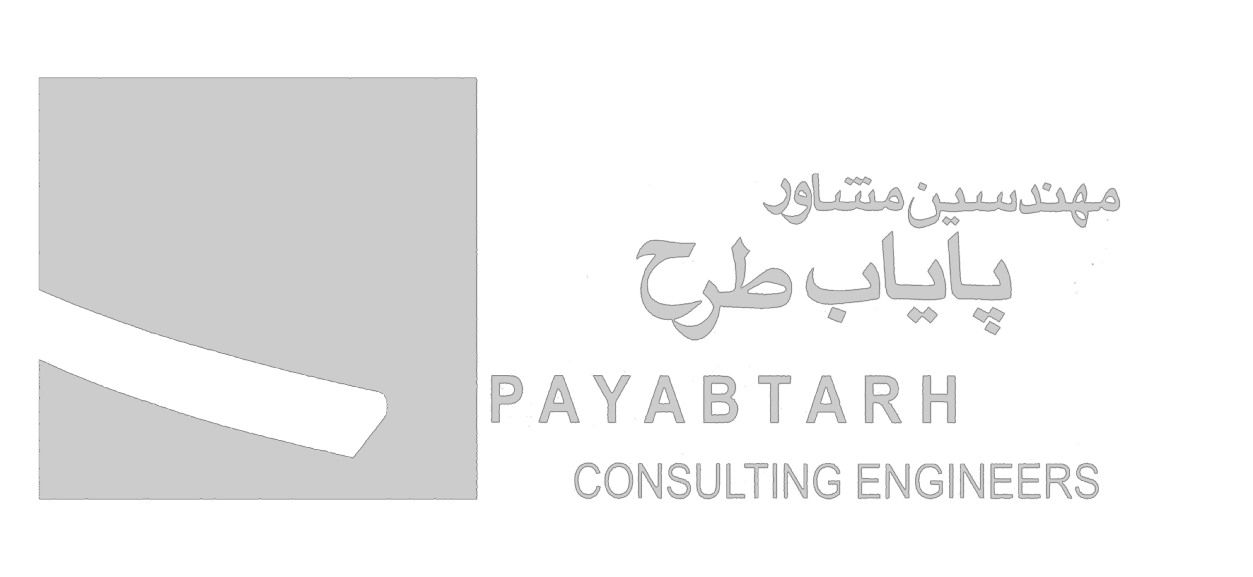 مهندسین مشاور
پایاب طرح
PAYABTARH
CONSULTING ENGINEERS